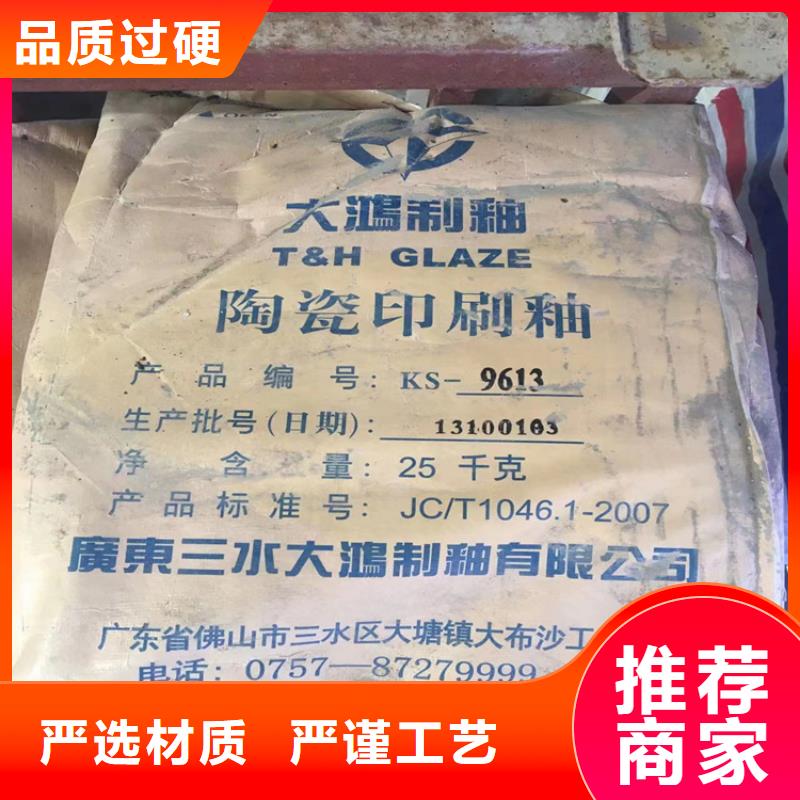 品质过硬
OPEN
大鴻制釉
T&H GLAZE
陶瓷印刷釉
产品编号: KS-9613
生产批号(日期): 13100103
净含量: 25 千克
产品标准号: JC/T1046.1-2007
廣東三水大鴻制釉有限公司
广东省佛山市三水区大塘镇大布沙工
电话: 0757—87279999
严选材质 严谨工艺
推荐
商家